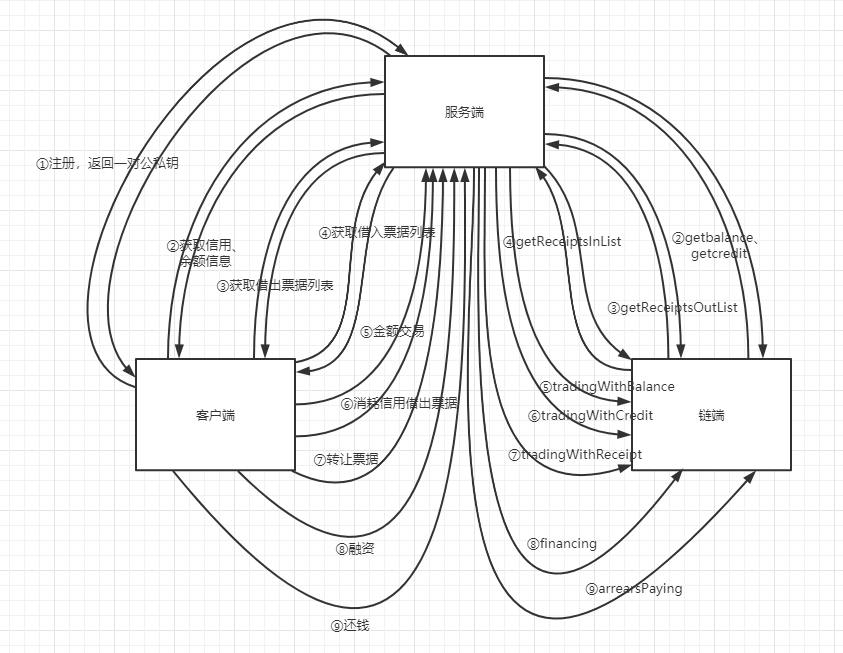 服务端
①注册，返回一对公私钥
④获取借入票据列表
④getReceiptsInList
②getbalance、
getcredit
②获取信用、
余额信息
③获取借出票据列表
③getReceiptsOutList
⑤金额交易
⑤tradingWithBalance
⑥消耗信用借出票据
⑥tradingWithCredit
客户端
链端
⑦转让票据
⑦tradingWithReceipt
⑧融资
⑧financing
⑨arrearsPaying
⑨还钱